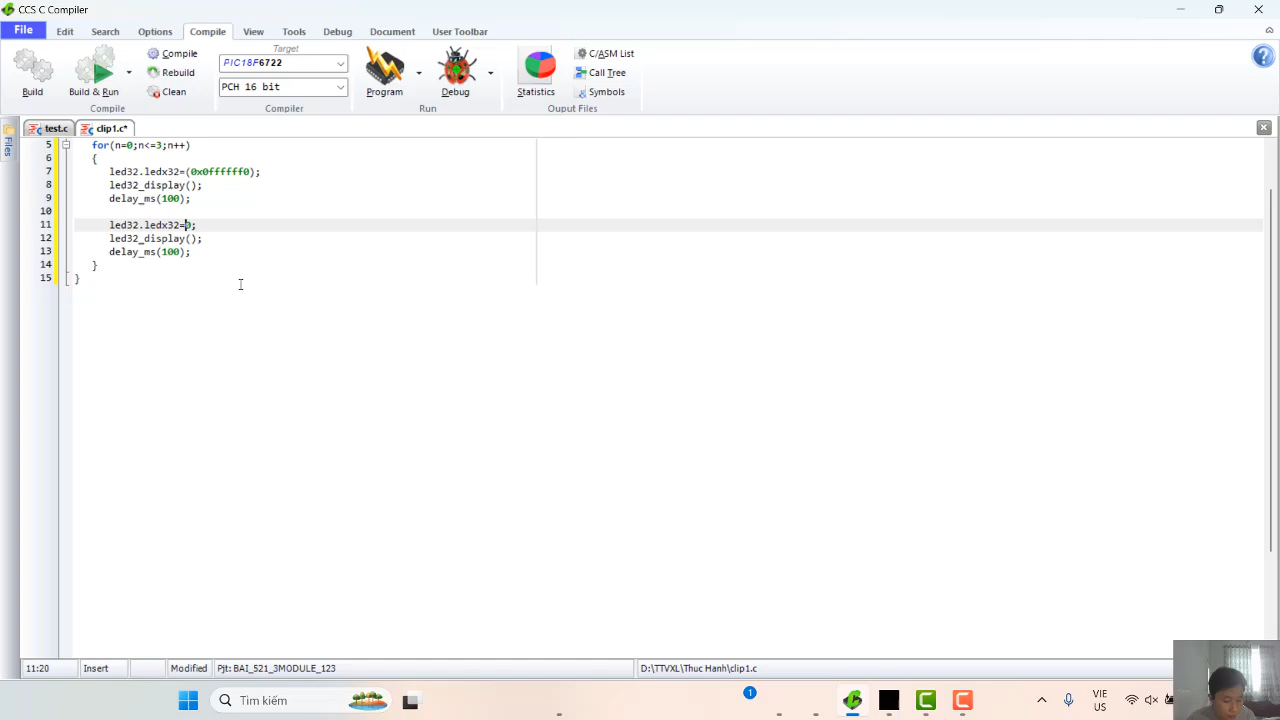 CCS C Compiler
File Edit Search Options Compile View Tools Debug Document User Toolbar
Build
Build & Run
Compile
Rebuild
Clean
Compile
Target
PIC18F6722
PCH 16 bit
Compiler
Program
Debug
Run
Statistics
C/ASM List
Call Tree
Symbols
Ouput Files
Files
test.c clip1.c*
5 for(n=0;n<=3;n++)
6 {
7 led32.ledx32=(0x0ffffff0);
8 led32_display();
9 delay_ms(100);
10
11 led32.ledx32=0;
12 led32_display();
13 delay_ms(100);
14 }
15 }
11:20 Insert Modified Pjt: BAI_521_3MODULE_123 D:\TTVXL\Thuc Hanh\clip1.c
Tìm kiếm
1
VIE
US